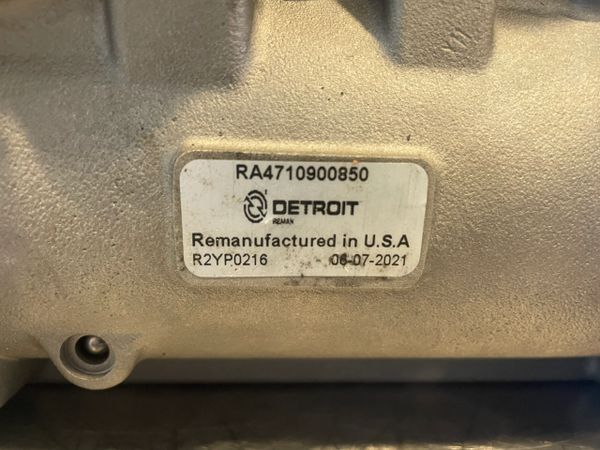 RA4710900850
DETROIT
REMAN
Remanufactured in U.S.A
R2YP0216 06-07-2021